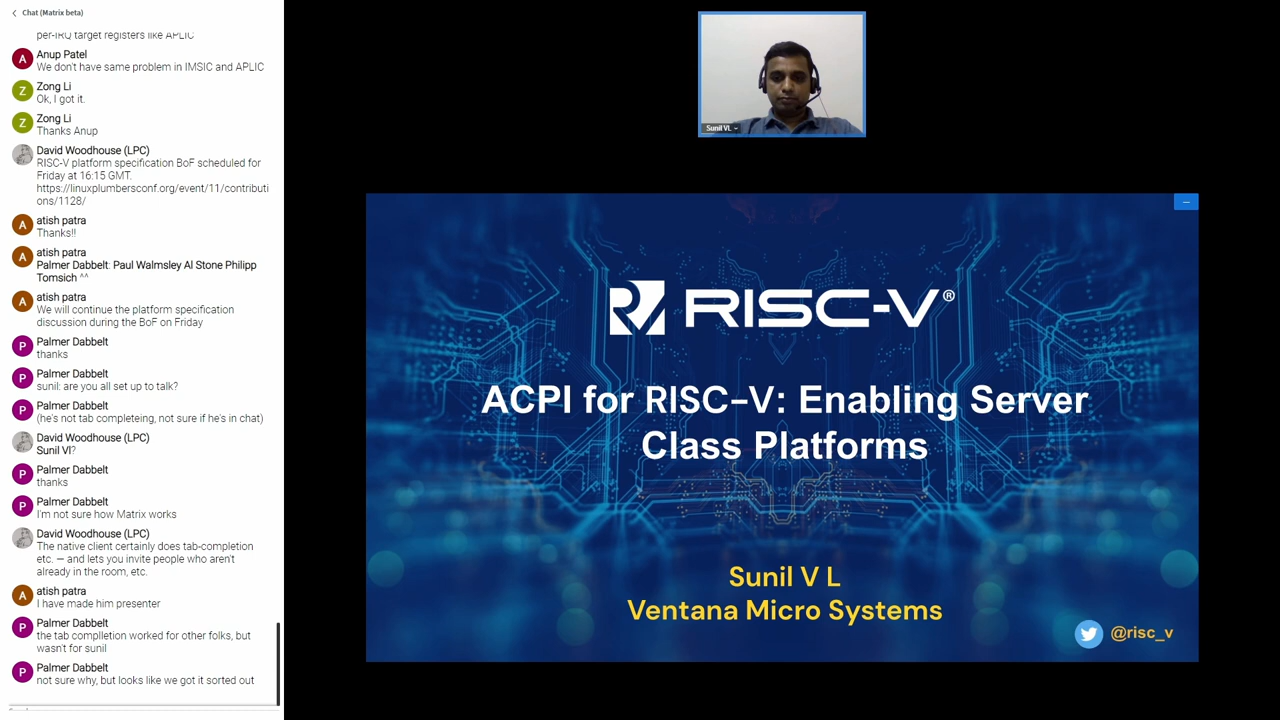 Chat (Matrix beta)
per-IRQ target registers like APLIC
Anup Patel
We don't have same problem in IMSIC and APLIC
Zong Li
Ok, I got it.
Zong Li
Thanks Anup
David Woodhouse (LPC)
RISC-V platform specification BoF scheduled for
Friday at 16:15 GMT.
https://linuxplumbersconf.org/event/11/contributi
ons/1128/
atish patra
Thanks!!
atish patra
Palmer Dabbelt: Paul Walmsley Al Stone Philipp
Tomsich ^^
atish patra
We will continue the platform specification
discussion during the BoF on Friday
Palmer Dabbelt
thanks
Palmer Dabbelt
sunil: are you all set up to talk?
Palmer Dabbelt
(he's not tab completeing, not sure if he's in chat)
David Woodhouse (LPC)
Sunil Vl?
Palmer Dabbelt
thanks
Palmer Dabbelt
I'm not sure how Matrix works
David Woodhouse (LPC)
The native client certainly does tab-completion
etc. — and lets you invite people who aren't
already in the room, etc.
atish patra
I have made him presenter
Palmer Dabbelt
the tab complletion worked for other folks, but
wasn't for sunil
Palmer Dabbelt
not sure why, but looks like we got it sorted out
Sunil VL
RISC-V®
ACPI for RISC-V: Enabling Server
Class Platforms
Sunil V L
Ventana Micro Systems
@risc_v